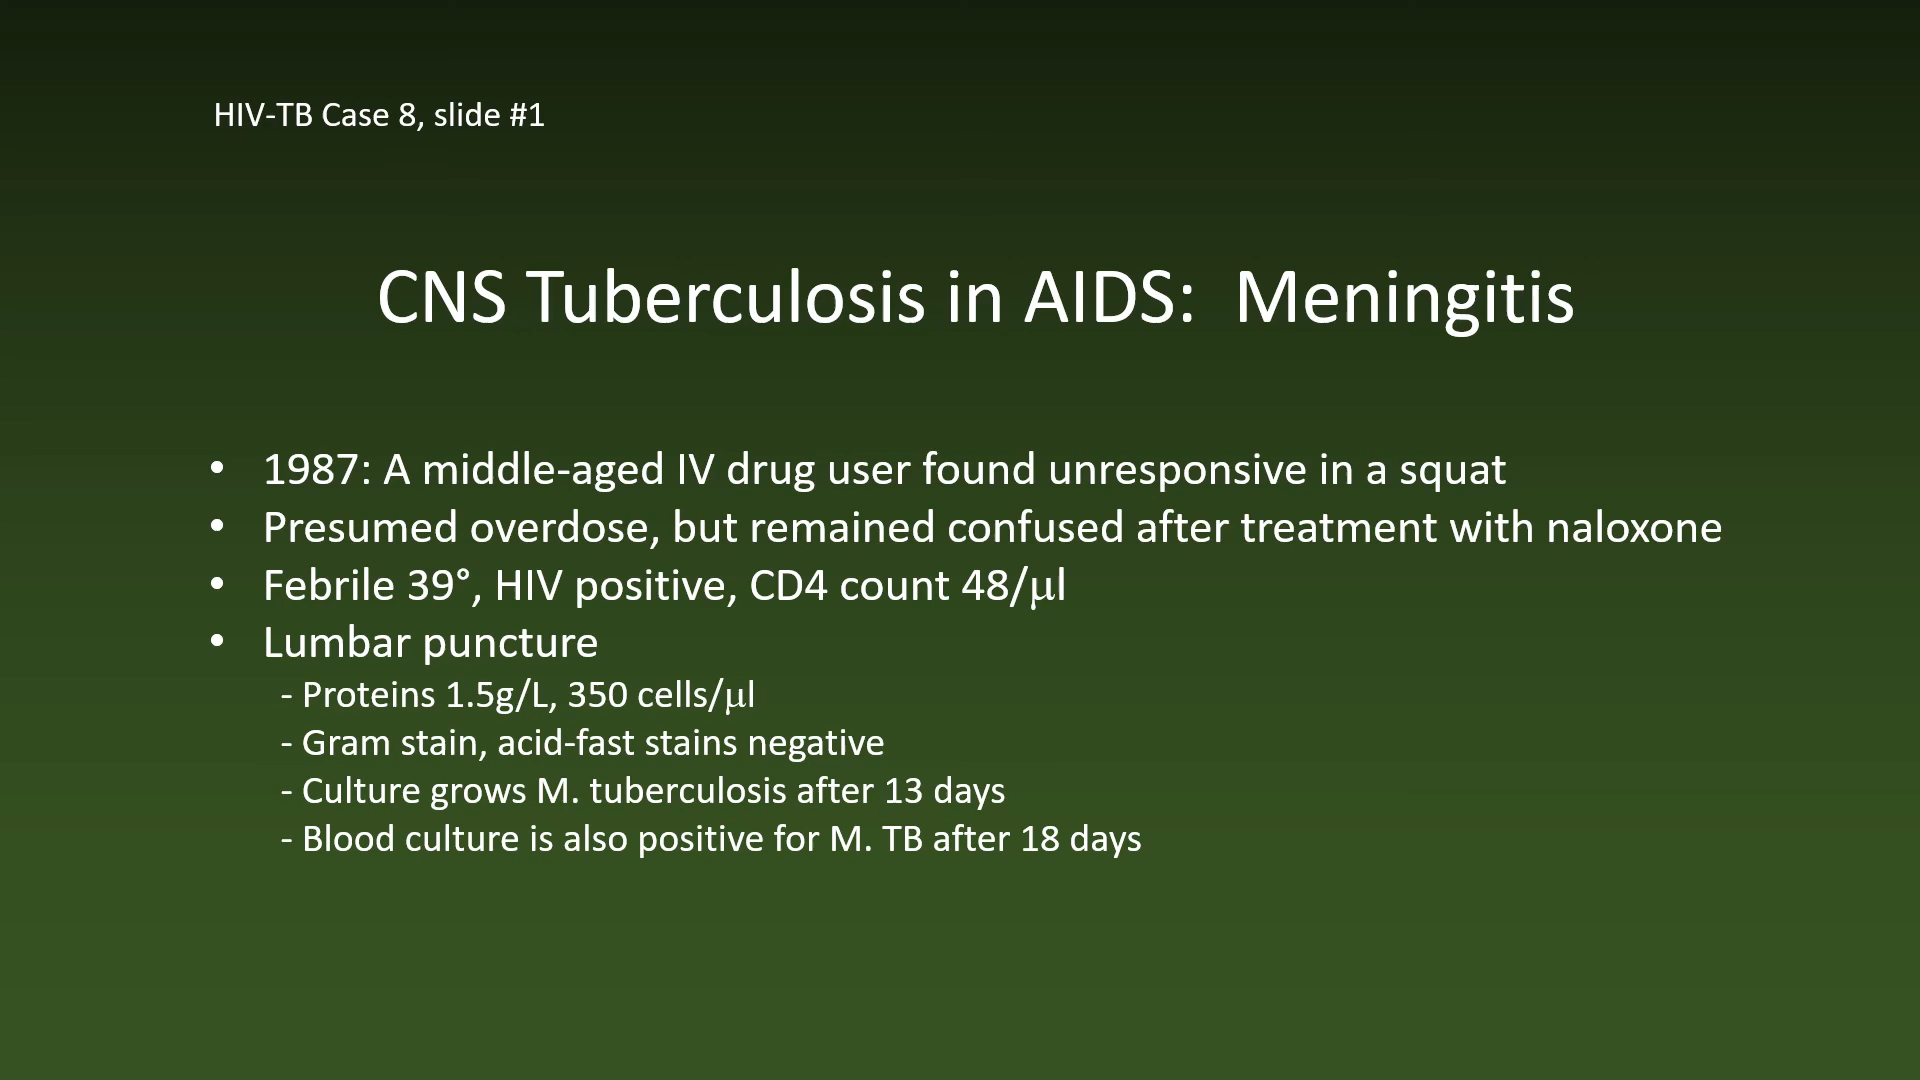 HIV-TB Case 8, slide #1
CNS Tuberculosis in AIDS:  Meningitis
• 1987: A middle-aged IV drug user found unresponsive in a squat
• Presumed overdose, but remained confused after treatment with naloxone
• Febrile 39°, HIV positive, CD4 count 48/μl
• Lumbar puncture
- Proteins 1.5g/L, 350 cells/μl
- Gram stain, acid-fast stains negative
- Culture grows M. tuberculosis after 13 days
- Blood culture is also positive for M. TB after 18 days